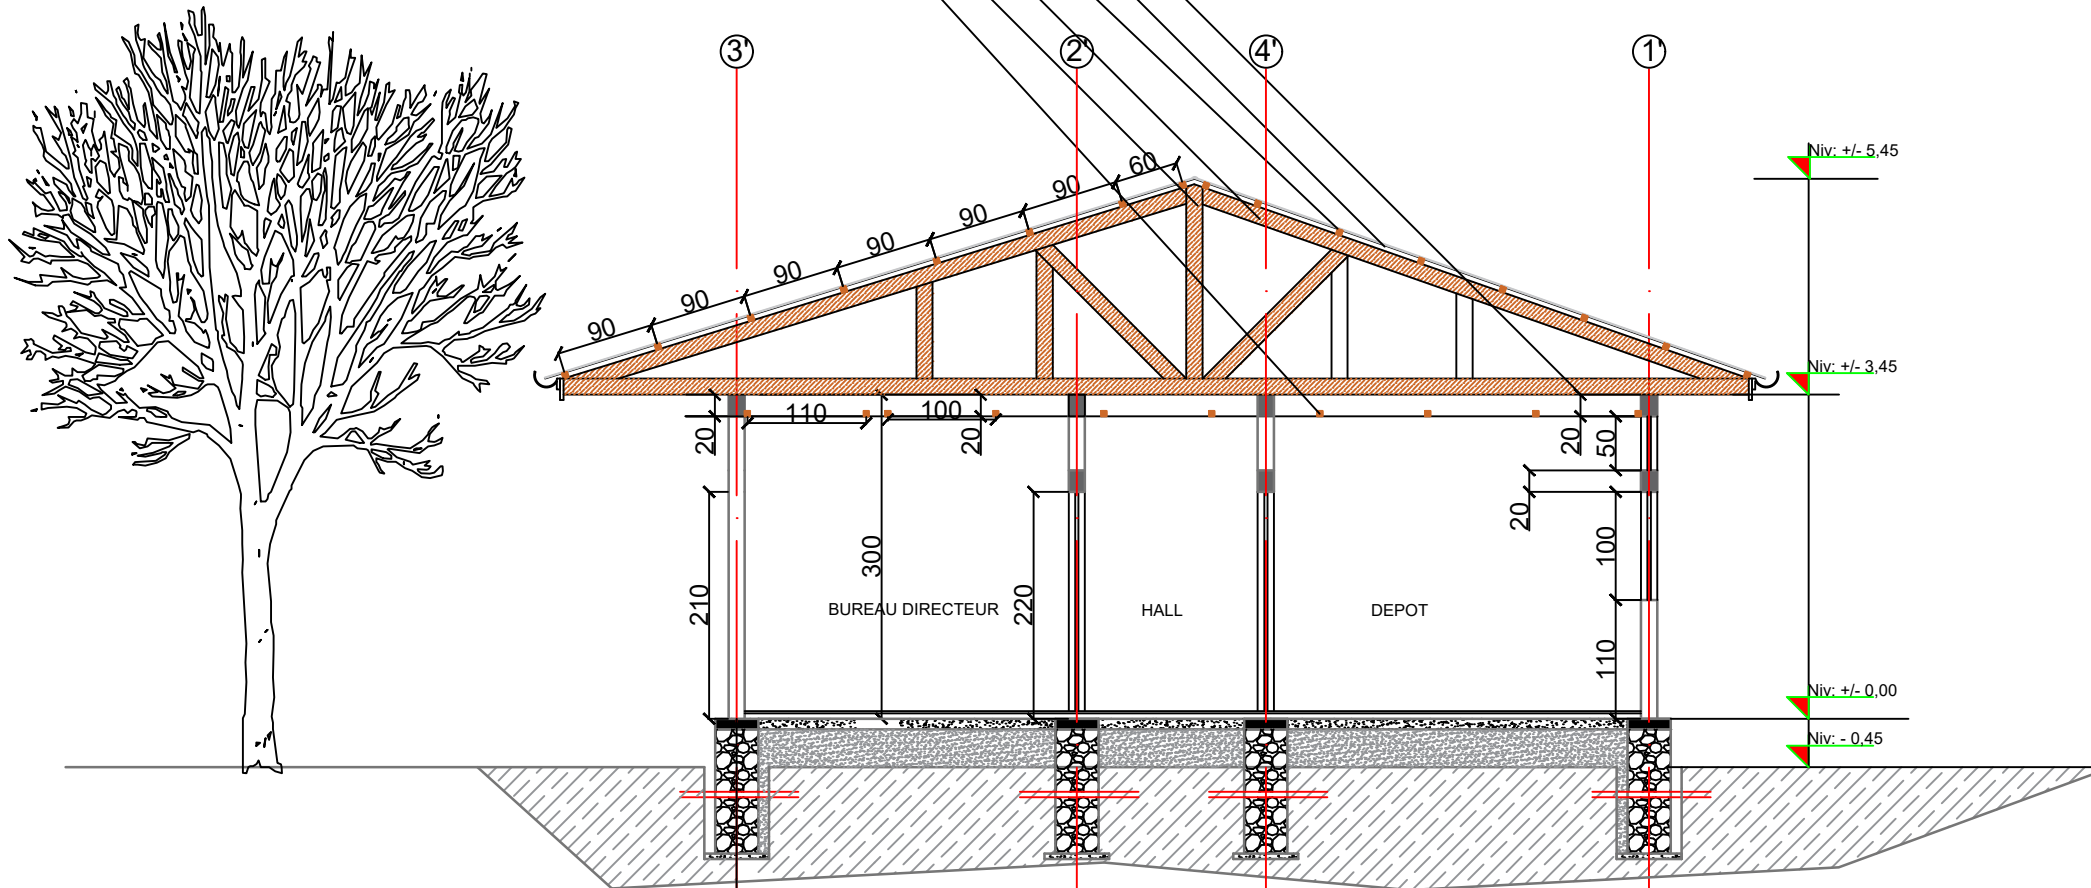 3' 2' 4' 1'
Niv: +/- 5,45
60
90
90
90
90
90
90
Niv: +/- 3,45
110 100
20 20 20 50
20
210 300 220 100
BUREAU DIRECTEUR HALL DEPOT
110
Niv: +/- 0,00
Niv: - 0,45